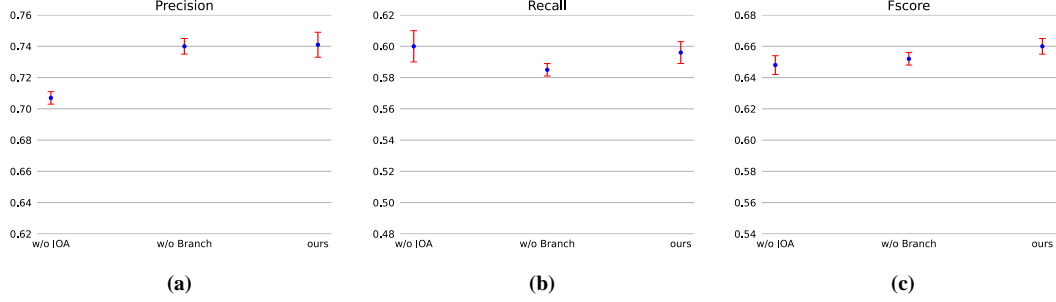 Precision
0.76
0.74
0.72
0.70
0.68
0.66
0.64
0.62
w/o IOA
w/o Branch
ours
(a)
Recall
0.62
0.60
0.58
0.56
0.54
0.52
0.50
0.48
w/o IOA
w/o Branch
ours
(b)
Fscore
0.68
0.66
0.64
0.62
0.60
0.58
0.56
0.54
w/o IOA
w/o Branch
ours
(c)